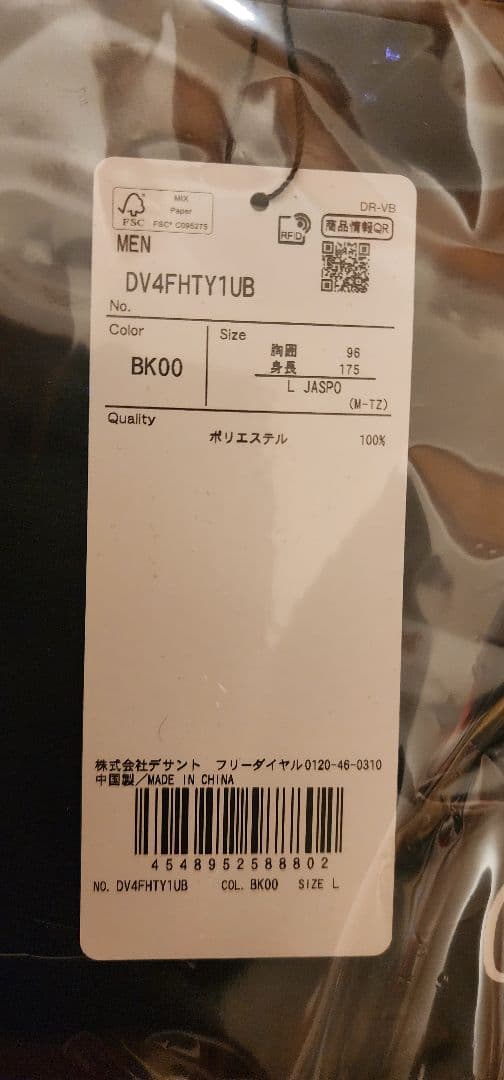 DR-VB
FSC
MIX
Paper
FSC® C095275
RFID
商品情報QR
MEN
DV4FHTY1UB
No.
Color
BK00
Size
胸囲 96
身長 175
L JASPO
(M-TZ)
Quality
ポリエステル 100%
株式会社デサント フリーダイヤル0120-46-0310
中国製/MADE IN CHINA
4548952588802
NO. DV4FHTY1UB COL. BK00 SIZE L